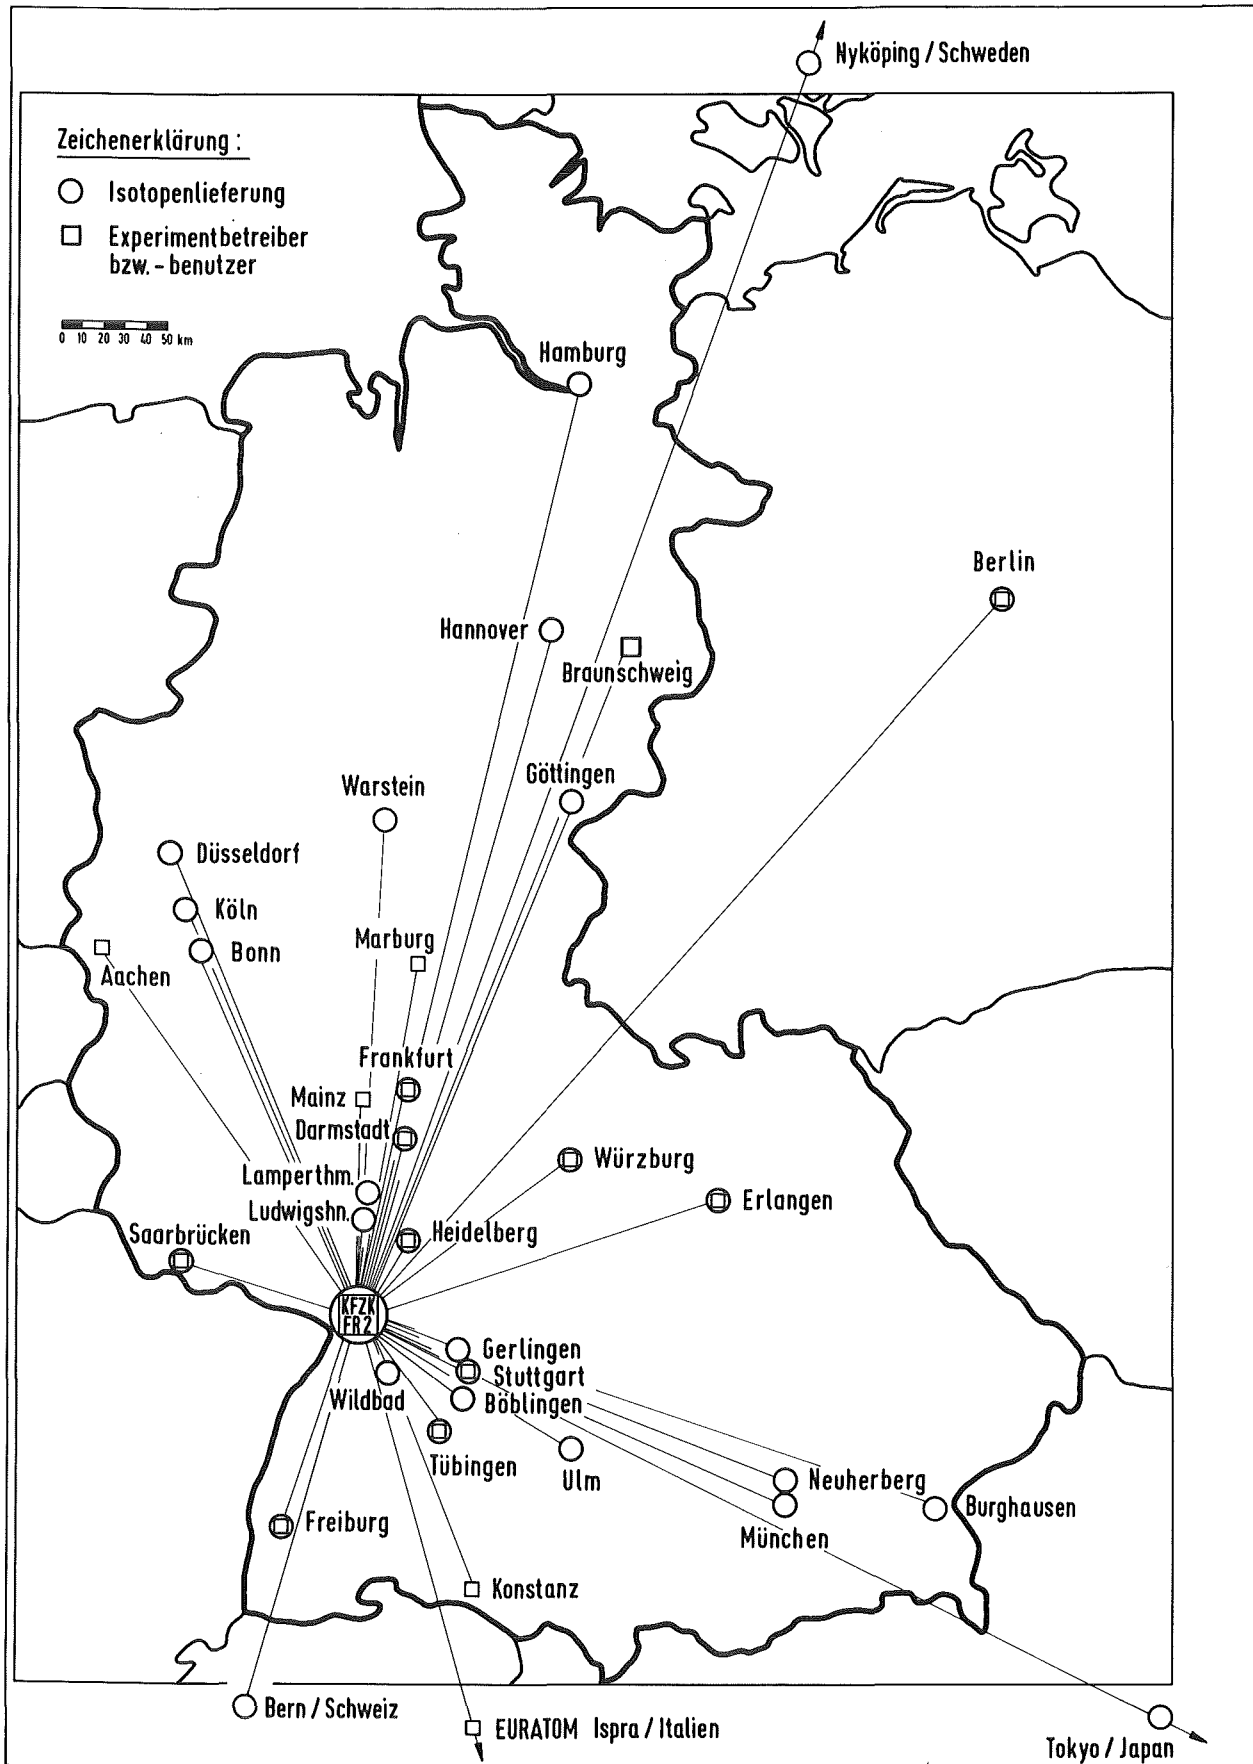 Nyköping / Schweden
Zeichenerklärung :
Isotopenlieferung
Experimentbetreiber
bzw. - benutzer
0 10 20 30 40 50 km
Hamburg
Berlin
Hannover
Braunschweig
Göttingen
Warstein
Düsseldorf
Köln
Bonn
Marburg
Aachen
Frankfurt
Mainz
Darmstadt
Würzburg
Lamperthm.
Erlangen
Ludwigshn.
Saarbrücken
Heidelberg
KFZK
FR2
Gerlingen
Stuttgart
Wildbad
Böblingen
Tübingen
Ulm
Neuherberg
Burghausen
Freiburg
München
Konstanz
Bern / Schweiz
EURATOM Ispra / Italien
Tokyo / Japan